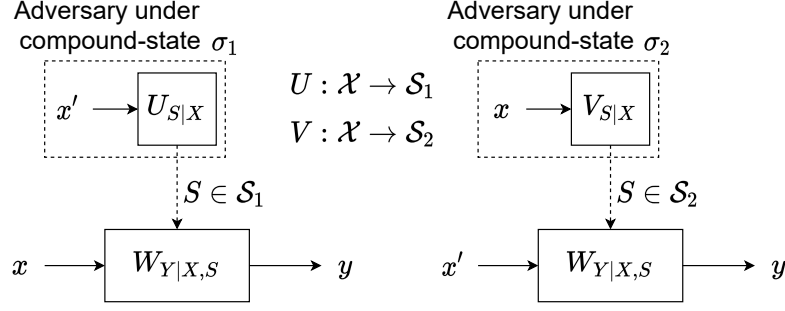 Adversary under
compound-state σ₁
x′
U_{S|X}
S ∈ 𝒮₁
x
W_{Y|X,S}
y
U : 𝒳 → 𝒮₁
V : 𝒳 → 𝒮₂
Adversary under
compound-state σ₂
x
V_{S|X}
S ∈ 𝒮₂
x′
W_{Y|X,S}
y